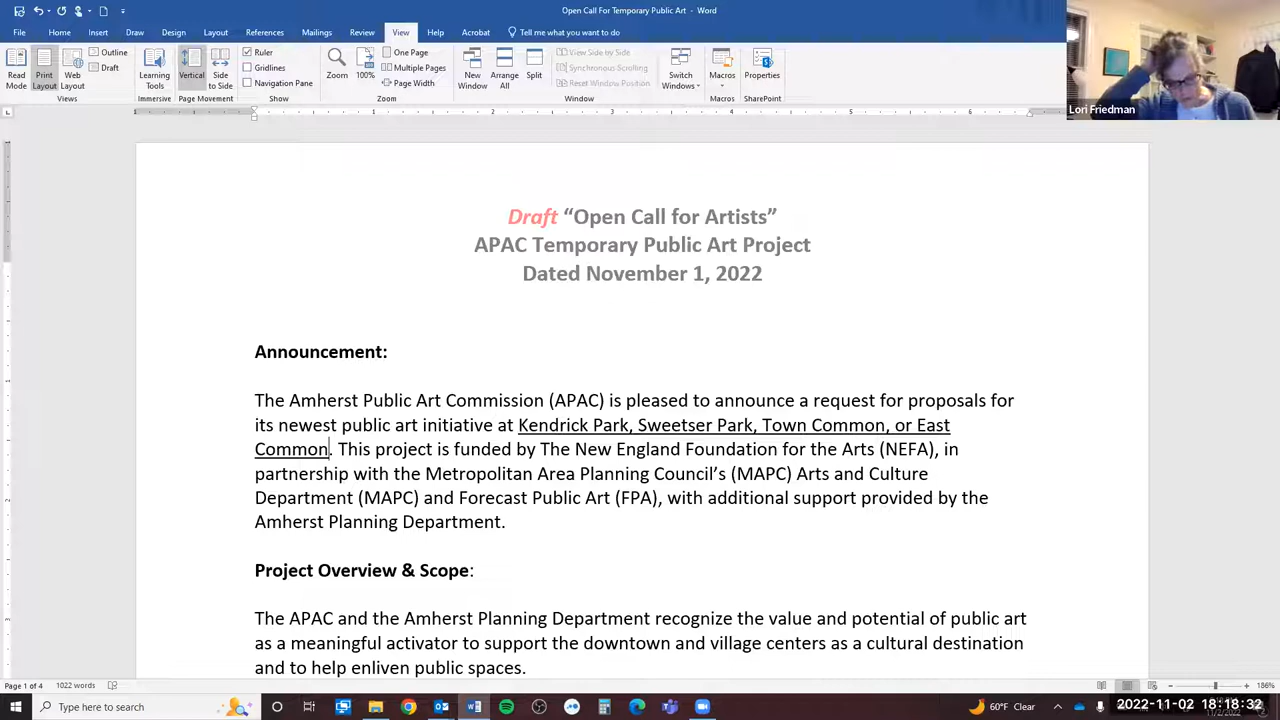 Open Call For Temporary Public Art - Word
File Home Insert Draw Design Layout References Mailings Review View Help Acrobat Tell me what you want to do
Read Mode
Print Layout
Web Layout
Outline
Draft
Views
Learning Tools
Immersive
Vertical
Side to Side
Page Movement
Ruler
Gridlines
Navigation Pane
Show
Zoom
100%
One Page
Multiple Pages
Page Width
Zoom
New Window
Arrange All
Split
View Side by Side
Synchronous Scrolling
Reset Window Position
Window
Switch Windows
Macros
Macros
Properties
SharePoint
Lori Friedman
Draft “Open Call for Artists”
APAC Temporary Public Art Project
Dated November 1, 2022
Announcement:
The Amherst Public Art Commission (APAC) is pleased to announce a request for proposals for
its newest public art initiative at Kendrick Park, Sweetser Park, Town Common, or East
Common. This project is funded by The New England Foundation for the Arts (NEFA), in
partnership with the Metropolitan Area Planning Council’s (MAPC) Arts and Culture
Department (MAPC) and Forecast Public Art (FPA), with additional support provided by the
Amherst Planning Department.
Project Overview & Scope:
The APAC and the Amherst Planning Department recognize the value and potential of public art
as a meaningful activator to support the downtown and village centers as a cultural destination
and to help enliven public spaces.
Page 1 of 4 1022 words
186%
Type here to search
60°F Clear
2022-11-02 18:18:32